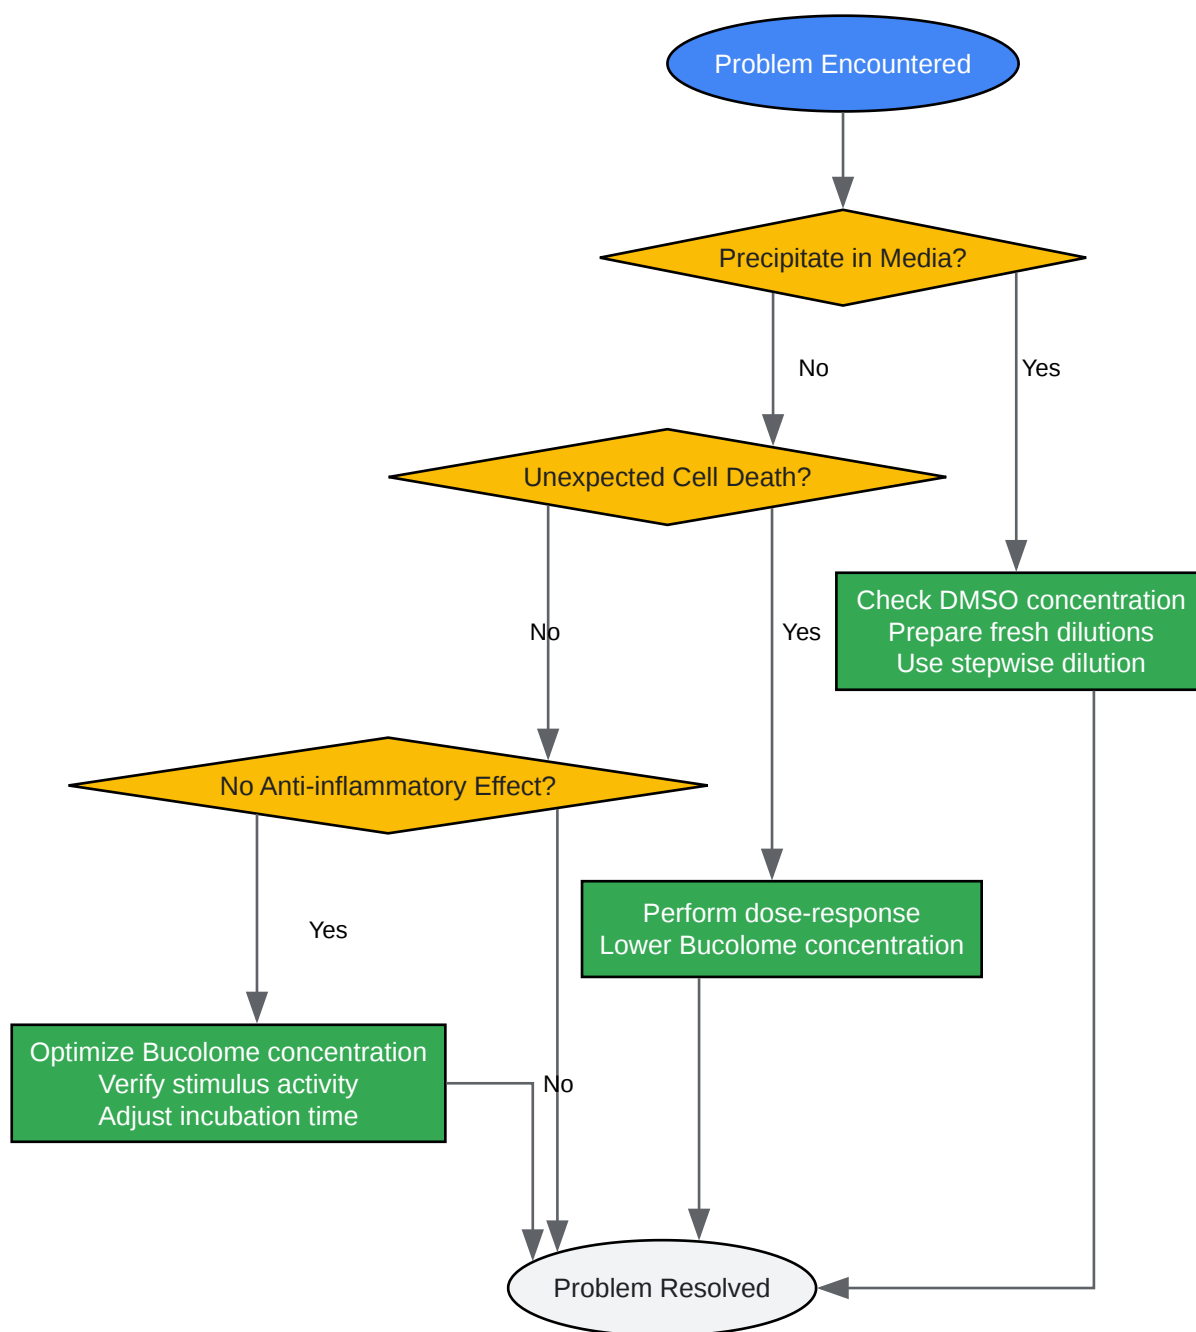 Problem Encountered
Precipitate in Media?
No
Yes
Unexpected Cell Death?
Check DMSO concentration
Prepare fresh dilutions
Use stepwise dilution
No
Yes
No Anti-inflammatory Effect?
Perform dose-response
Lower Bucolome concentration
Yes
Optimize Bucolome concentration
Verify stimulus activity
Adjust incubation time
No
Problem Resolved